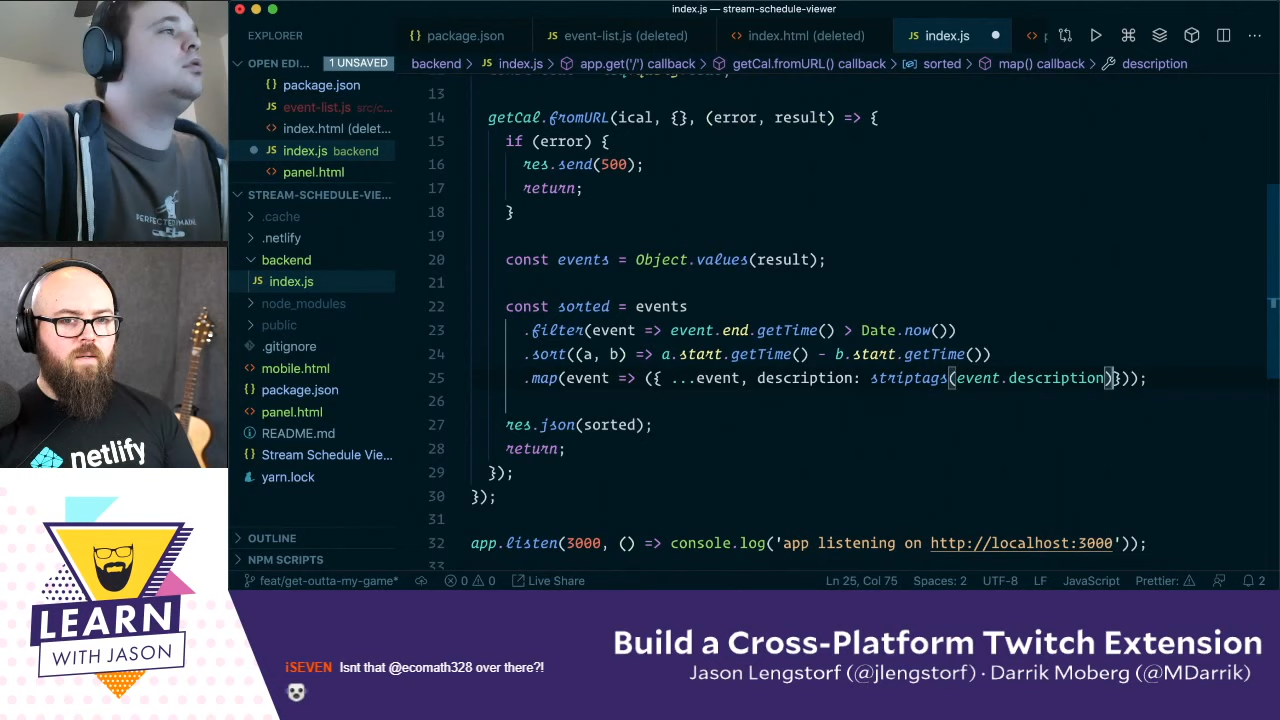 index.js — stream-schedule-viewer
EXPLORER
{} package.json
{} event-list.js (deleted)
<> index.html (deleted)
JS index.js
OPEN EDI...
1 UNSAVED
backend > JS index.js > app.get('/') callback > getCal.fromURL() callback > sorted > map() callback > description
package.json
event-list.js src/c...
index.html (delet...
index.js backend
panel.html
STREAM-SCHEDULE-VIE...
.cache
.netlify
backend
JS index.js
node_modules
public
.gitignore
mobile.html
package.json
panel.html
README.md
Stream Schedule Vie...
yarn.lock
OUTLINE
NPM SCRIPTS
13
14 getCal.fromURL(ical, {}, (error, result) => {
15 if (error) {
16 res.send(500);
17 return;
18 }
19
20 const events = Object.values(result);
21
22 const sorted = events
23 .filter(event => event.end.getTime() > Date.now())
24 .sort((a, b) => a.start.getTime() - b.start.getTime())
25 .map(event => ({ ...event, description: striptags(event.description)}));
26
27 res.json(sorted);
28 return;
29 });
30 });
31
32 app.listen(3000, () => console.log('app listening on http://localhost:3000'));
33
feat/get-outta-my-game*
0 0
Live Share
Ln 25, Col 75
Spaces: 2
UTF-8
LF
JavaScript
Prettier:
2
PERFECTED MAIN.
netlify
LEARN
WITH JASON
iSEVEN Isnt that @ecomath328 over there?!
Build a Cross-Platform Twitch Extension
Jason Lengstorf (@jlengstorf) · Darrik Moberg (@MDarrik)